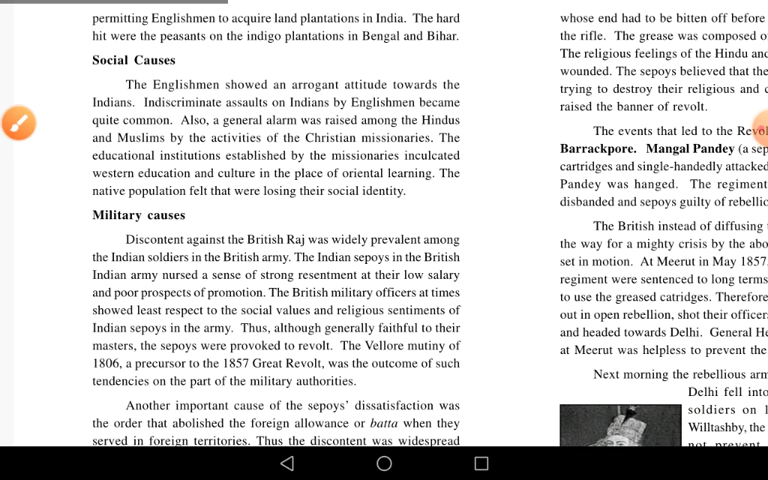 permitting Englishmen to acquire land plantations in India. The hard
hit were the peasants on the indigo plantations in Bengal and Bihar.
Social Causes
The Englishmen showed an arrogant attitude towards the
Indians. Indiscriminate assaults on Indians by Englishmen became
quite common. Also, a general alarm was raised among the Hindus
and Muslims by the activities of the Christian missionaries. The
educational institutions established by the missionaries inculcated
western education and culture in the place of oriental learning. The
native population felt that were losing their social identity.
Military causes
Discontent against the British Raj was widely prevalent among
the Indian soldiers in the British army. The Indian sepoys in the British
Indian army nursed a sense of strong resentment at their low salary
and poor prospects of promotion. The British military officers at times
showed least respect to the social values and religious sentiments of
Indian sepoys in the army. Thus, although generally faithful to their
masters, the sepoys were provoked to revolt. The Vellore mutiny of
1806, a precursor to the 1857 Great Revolt, was the outcome of such
tendencies on the part of the military authorities.
Another important cause of the sepoys' dissatisfaction was
the order that abolished the foreign allowance or batta when they
served in foreign territories. Thus the discontent was widespread
whose end had to be bitten off before
the rifle. The grease was composed
The religious feelings of the Hindu and
wounded. The sepoys believed that the
trying to destroy their religious and
raised the banner of revolt.
The events that led to the
Barrackpore. Mangal Pandey (a
cartridges and single-handedly attacked
Pandey was hanged. The regiment
disbanded and sepoys guilty of
The British instead of diffusing
the way for a mighty crisis by the
set in motion. At Meerut in May 1857,
regiment were sentenced to long terms
to use the greased catridges. Therefore
out in open rebellion, shot their
and headed towards Delhi. General
at Meerut was helpless to prevent the
Next morning the rebellious
Delhi fell into
soldiers on
Willtashby, the
not prevent